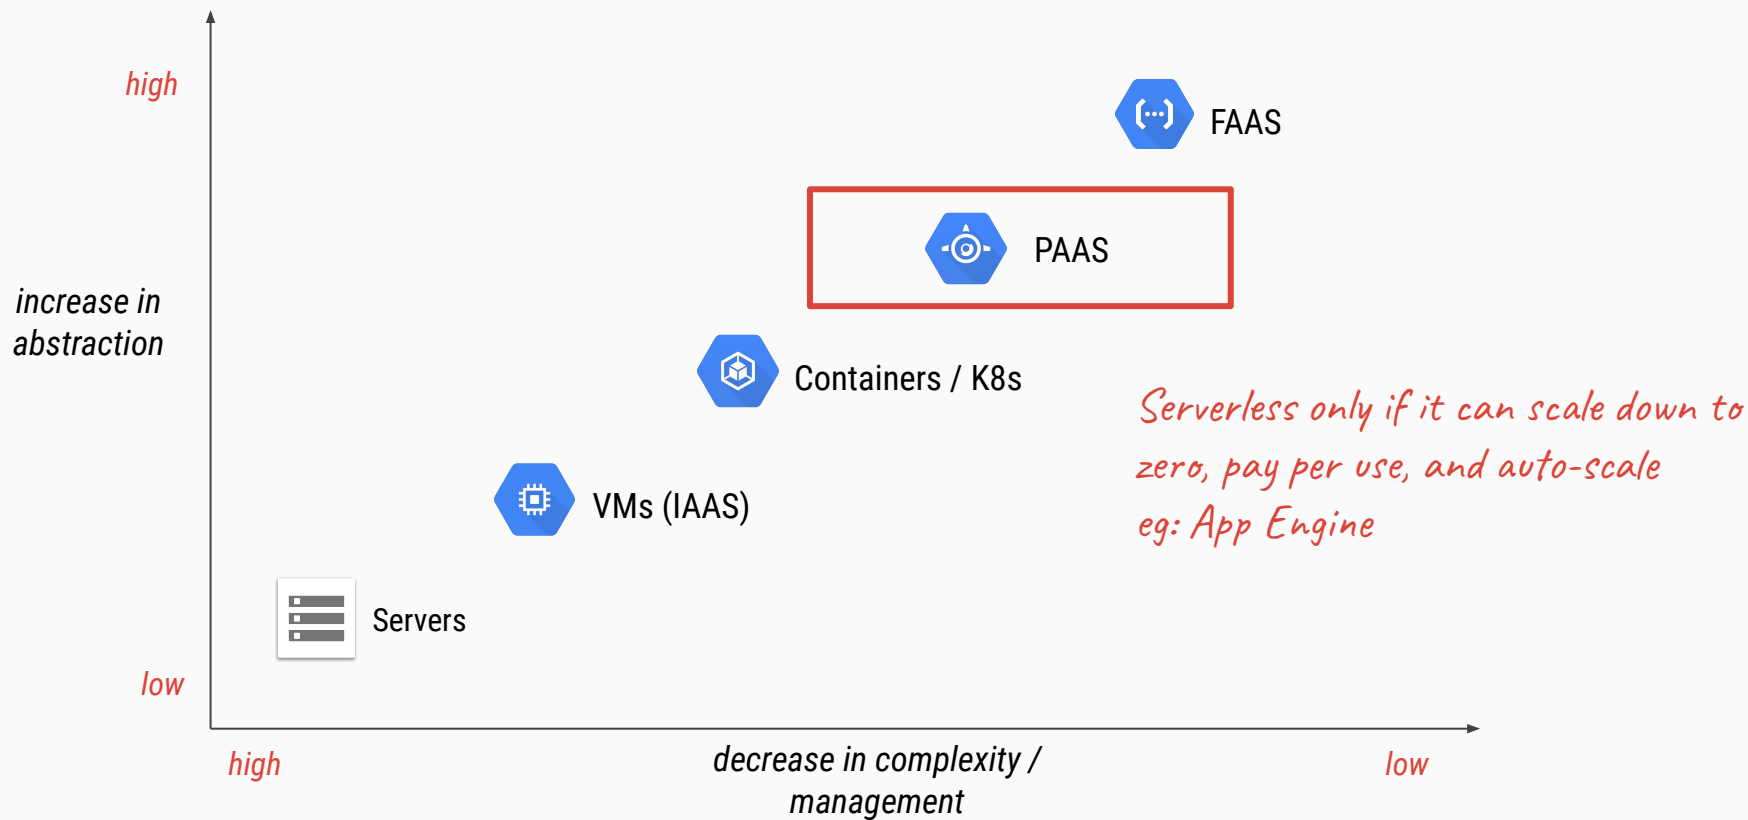 high
FAAS
PAAS
increase in
abstraction
Containers / K8s
Serverless only if it can scale down to
zero, pay per use, and auto-scale
eg: App Engine
VMs (IAAS)
Servers
low
high
decrease in complexity /
management
low